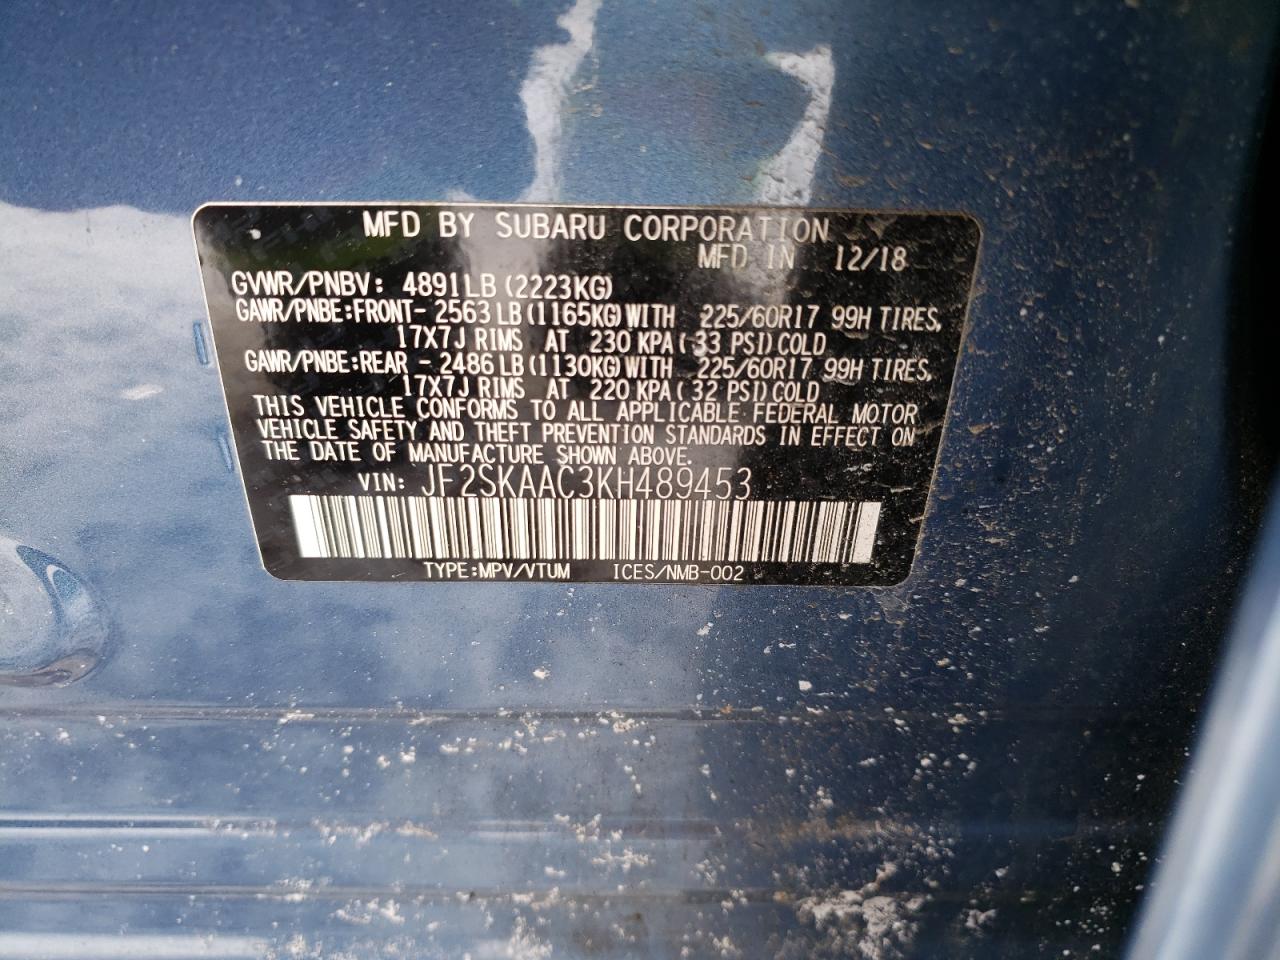 MFD BY SUBARU CORPORATION
MFD IN 12/18
GVWR/PNBV: 4891LB(2223KG)
GAWR/PNBE:FRONT- 2563LB(1165KG)WITH 225/60R17 99H TIRES,
17X7J RIMS AT 230 KPA(33 PSI)COLD
GAWR/PNBE:REAR - 2486LB(1130KG)WITH 225/60R17 99H TIRES,
17X7J RIMS AT 220 KPA(32 PSI)COLD
THIS VEHICLE CONFORMS TO ALL APPLICABLE FEDERAL MOTOR
VEHICLE SAFETY AND THEFT PREVENTION STANDARDS IN EFFECT ON
THE DATE OF MANUFACTURE SHOWN ABOVE.
VIN: JF2SKAAC3KH489453
TYPE:MPV/VTUM ICES/NMB-002